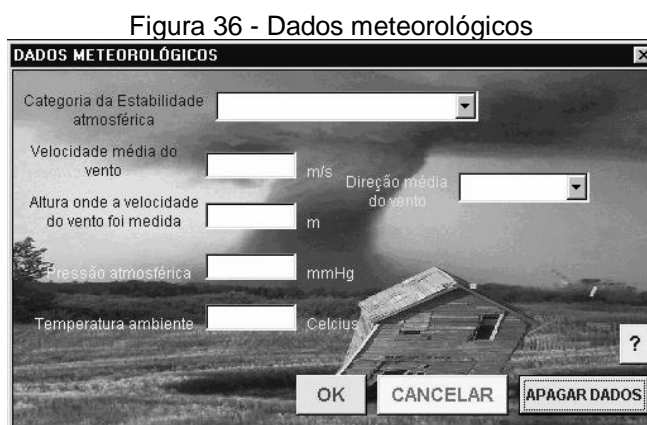 Figura 36 - Dados meteorológicos
DADOS METEOROLÓGICOS
Categoria da Estabilidade
atmosférica
Velocidade média do
vento
m/s
Direção média
do vento
Altura onde a velocidade
do vento foi medida
m
Pressão atmosférica
mmHg
Temperatura ambiente
Celcius
?
OK
CANCELAR
APAGAR DADOS